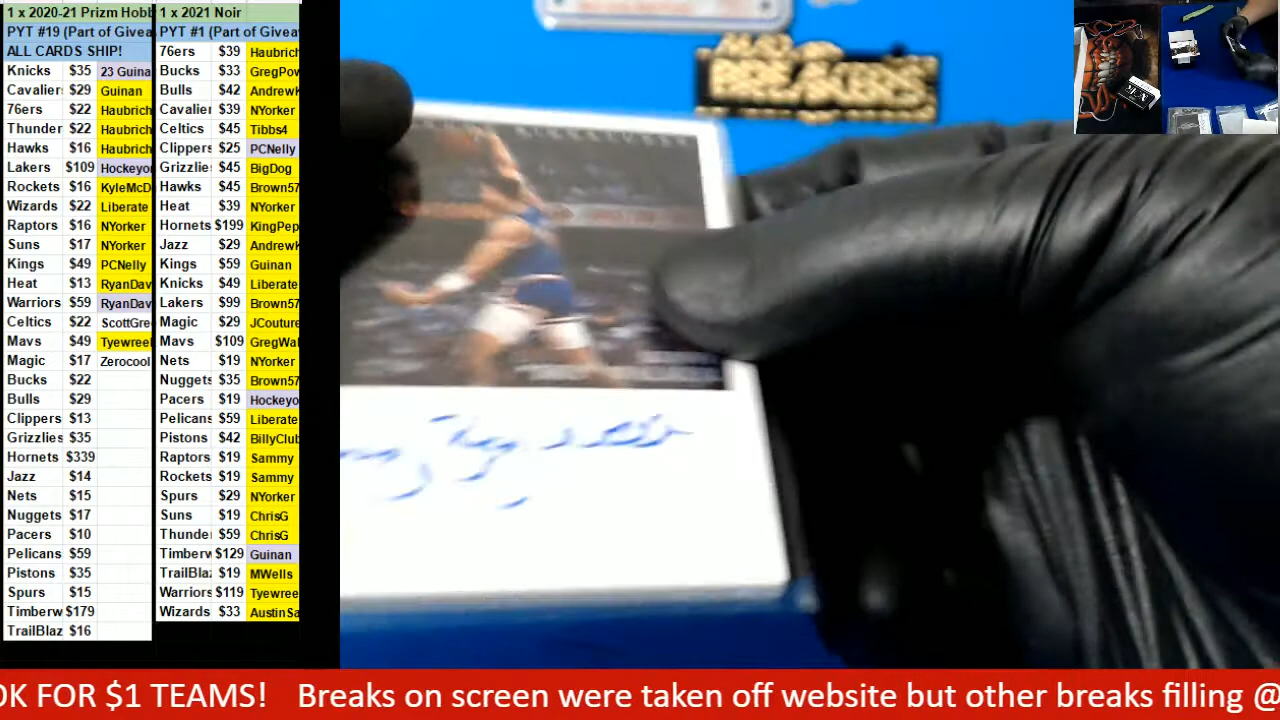 1 x 2020-21 Prizm Hobb
PYT #19 (Part of Givea
ALL CARDS SHIP!
Knicks $35 23 Guina
Cavaliers $29 Guinan
76ers $22 Haubrich
Thunder $22 Haubrich
Hawks $16 Haubrich
Lakers $109 Hockeyo
Rockets $16 KyleMcD
Wizards $22 Liberate
Raptors $16 NYorker
Suns $17 NYorker
Kings $49 PCNelly
Heat $13 RyanDav
Warriors $59 RyanDav
Celtics $22 ScottGre
Mavs $49 Tyewreel
Magic $17 Zerocool
Bucks $22
Bulls $29
Clippers $13
Grizzlies $35
Hornets $339
Jazz $14
Nets $15
Nuggets $17
Pacers $10
Pelicans $59
Pistons $35
Spurs $15
Timberw $179
TrailBlaz $16
1 x 2021 Noir
PYT #1 (Part of Giveav
76ers $39 Haubrich
Bucks $33 GregPow
Bulls $42 AndrewK
Cavalier $39 NYorker
Celtics $45 Tibbs4
Clippers $25 PCNelly
Grizzlie $45 BigDog
Hawks $45 Brown57
Heat $39 NYorker
Hornets $199 KingPep
Jazz $29 AndrewK
Kings $59 Guinan
Knicks $49 Liberate
Lakers $99 Brown57
Magic $29 JCouture
Mavs $109 GregWal
Nets $19 NYorker
Nuggets $35 Brown57
Pacers $19 Hockeyo
Pelicans $59 Liberate
Pistons $42 BillyClub
Raptors $19 Sammy
Rockets $19 Sammy
Spurs $29 NYorker
Suns $19 ChrisG
Thunde $59 ChrisG
Timberw $129 Guinan
TrailBla $19 MWells
Warriors $119 Tyewree
Wizards $33 AustinSa
BREAKERS
OK FOR $1 TEAMS! Breaks on screen were taken off website but other breaks filling @